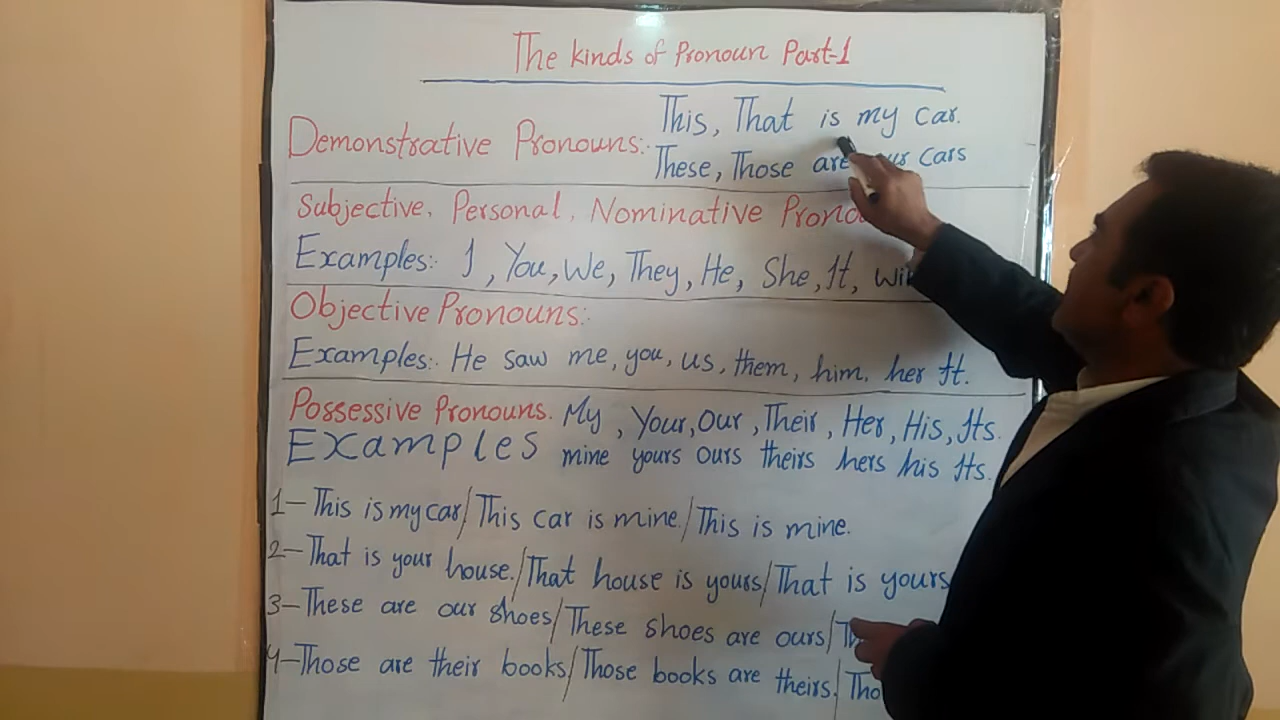 The kinds of Pronoun Part-1
Demonstrative Pronouns:- This, That is my car.
These, Those are our cars
Subjective, Personal, Nominative
Examples:- I, You, We, They, He, She, It,
Objective Pronouns:-
Examples:- He saw me, you, us, them, him, her It.
Possessive Pronouns. My, Your, Our, Their, Her, His, Its.
Examples mine yours ours theirs hers his Its.
1- This is my car/This car is mine./This is mine.
2- That is your house./That house is yours/That is yours
3- These are our shoes/These shoes are ours/
4- Those are their books/Those books are theirs./